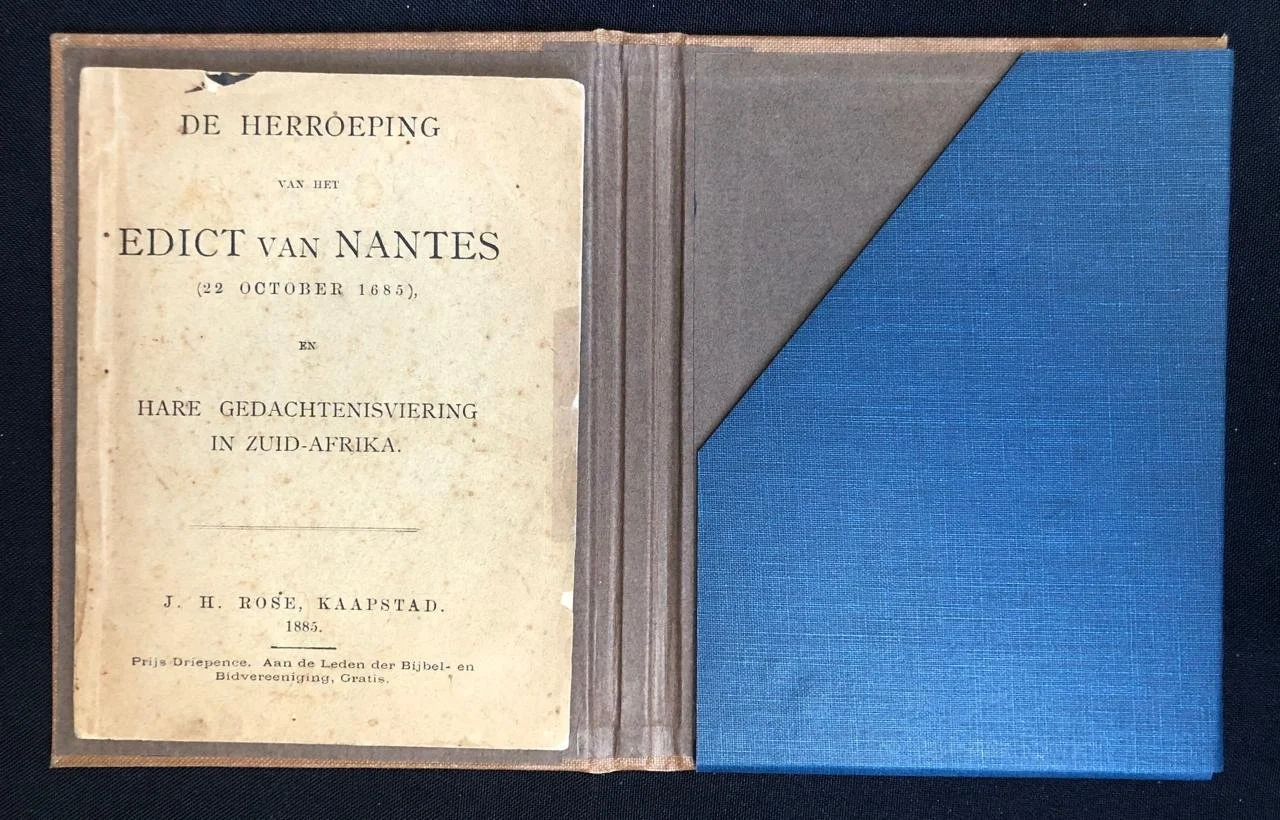 DE HERROEPING
VAN HET
EDICT VAN NANTES
(22 OCTOBER 1685),
EN
HARE GEDACHTENISVIERING
IN ZUID-AFRIKA.
J. H. ROSE, KAAPSTAD.
1885.
Prijs Driepence. Aan de Leden der Bijbel- en
Bidvereeniging, Gratis.